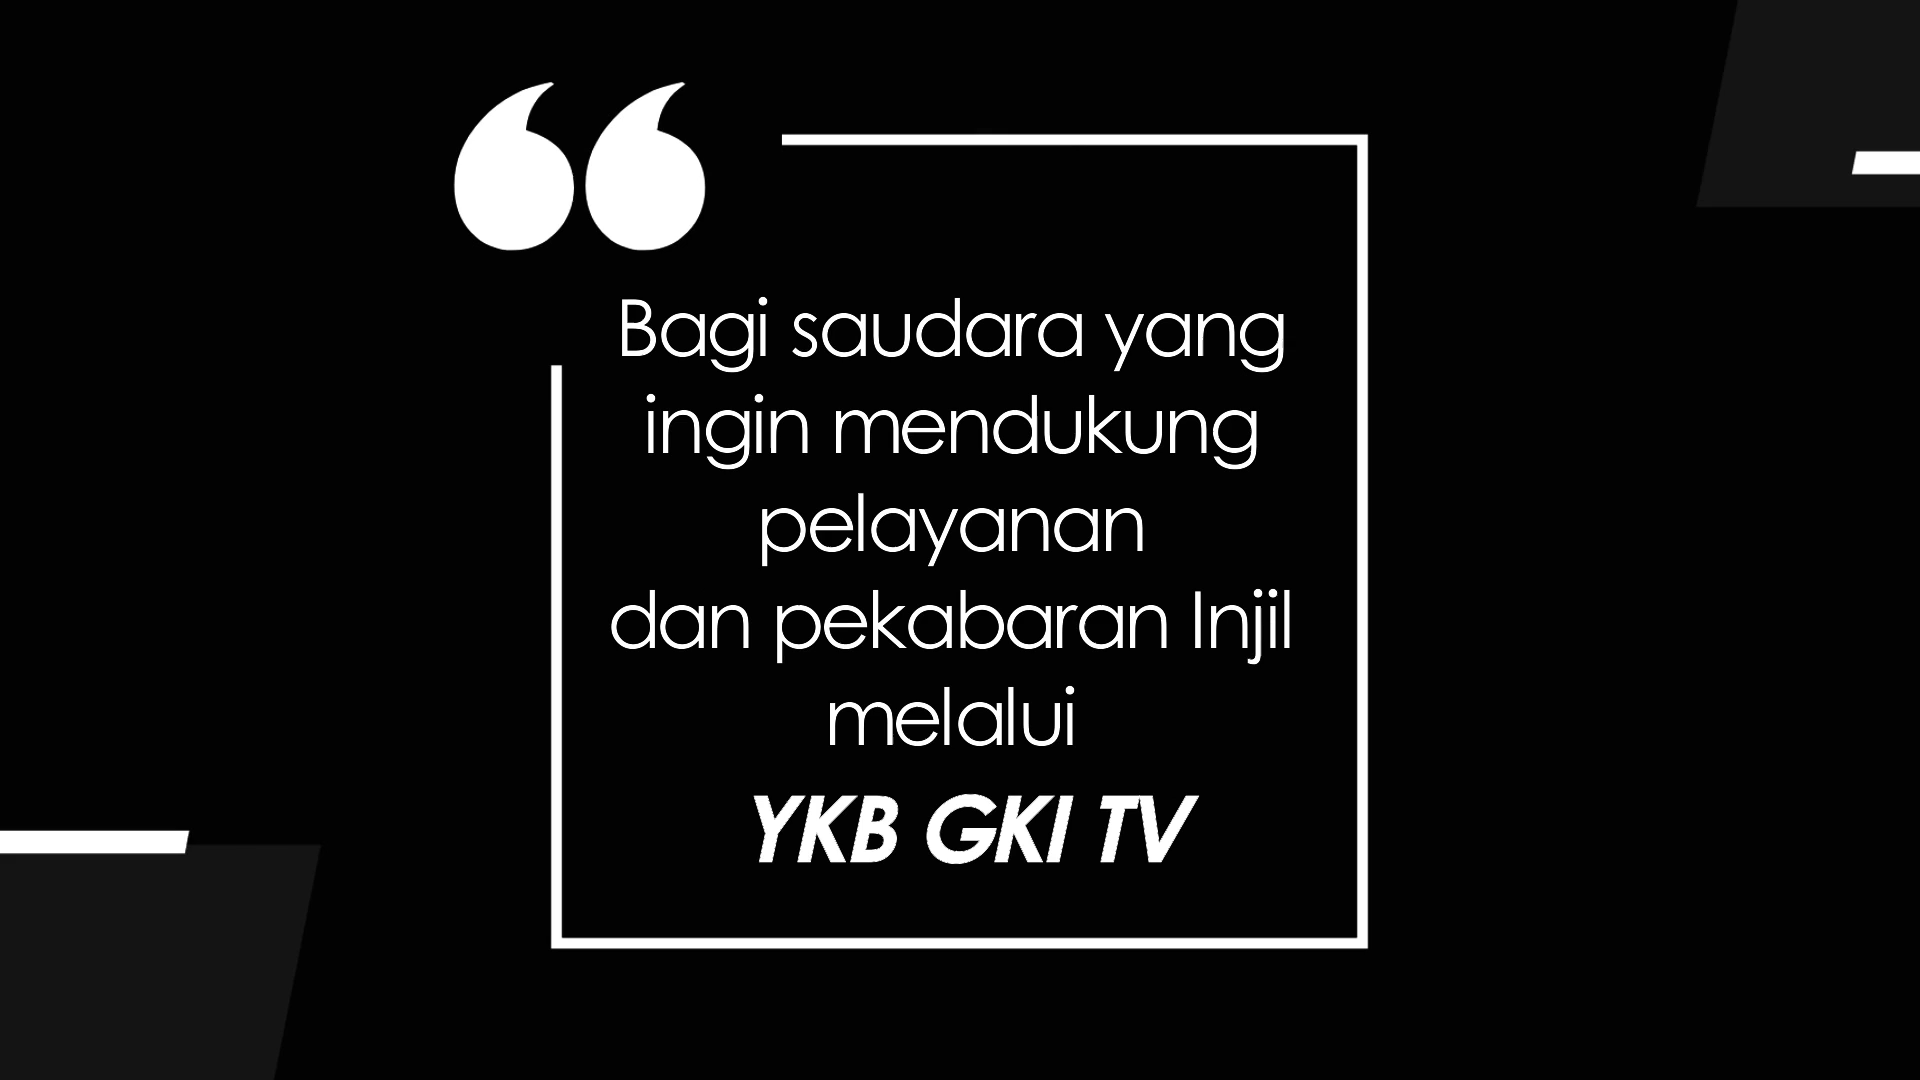 Bagi saudara yang
ingin mendukung
pelayanan
dan pekabaran Injil
melalui
YKB GKI TV